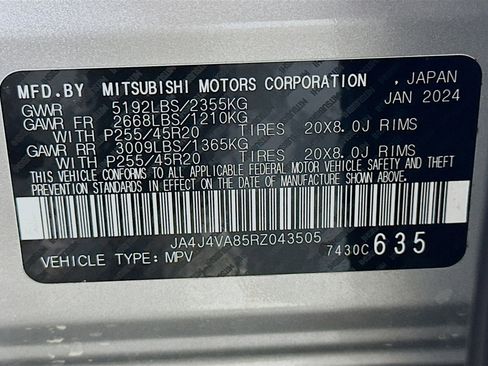 MFD.BY MITSUBISHI MOTORS CORPORATION , JAPAN
GVWR 5192LBS/2355KG JAN 2024
GAWR FR 2668LBS/1210KG
WITH P255/45R20 TIRES 20X8.0J RIMS
GAWR RR 3009LBS/1365KG
WITH P255/45R20 TIRES 20X8.0J RIMS
THIS VEHICLE CONFORMS TO ALL APPLICABLE FEDERAL MOTOR VEHICLE SAFETY AND THEFT
PREVENTION STANDARDS IN EFFECT ON THE DATE OF MANUFACTURE SHOWN ABOVE.
JA4J4VA85RZ043505
VEHICLE TYPE:MPV 7430C635